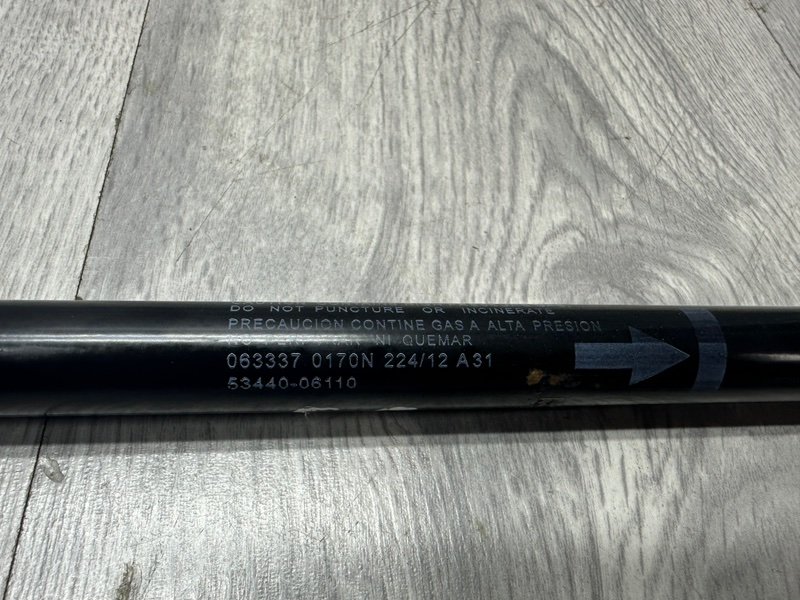 DO NOT PUNCTURE OR INCINERATE
PRECAUCION CONTINE GAS A ALTA PRESION
NI QUEMAR
063337 0170N 224/12 A31
53440-06110